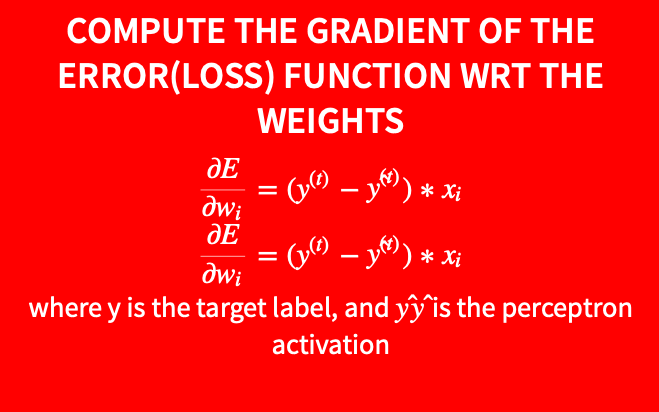 COMPUTE THE GRADIENT OF THE
ERROR(LOSS) FUNCTION WRT THE
WEIGHTS
∂E/∂wᵢ = (y⁽ᵗ⁾ − ŷ⁽ᵗ⁾) * xᵢ
∂E/∂wᵢ = (y⁽ᵗ⁾ − ŷ⁽ᵗ⁾) * xᵢ
where y is the target label, and ŷŷ is the perceptron
activation